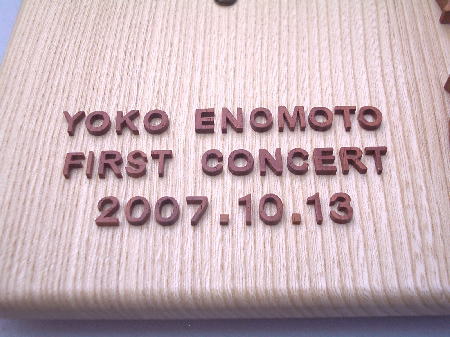 YOKO ENOMOTO
FIRST CONCERT
2007.10.13